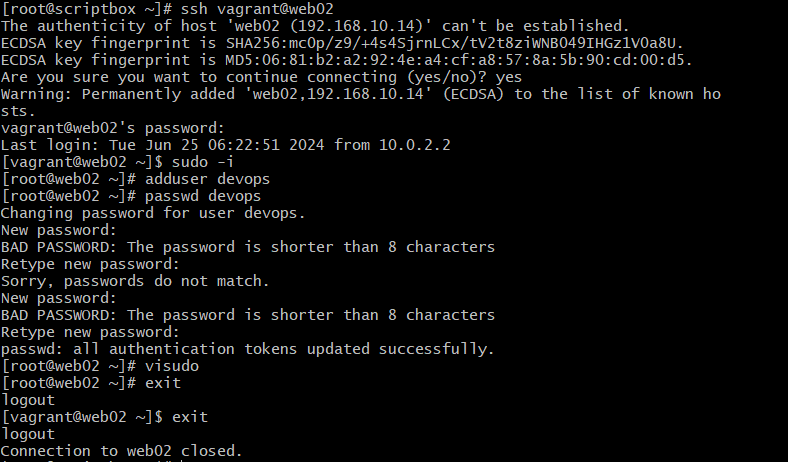 [root@scriptbox ~]# ssh vagrant@web02
The authenticity of host 'web02 (192.168.10.14)' can't be established.
ECDSA key fingerprint is SHA256:mcOp/z9/+4s4SjrnLCx/tV2t8ziWNB049IHGz1V0a8U.
ECDSA key fingerprint is MD5:06:81:b2:a2:92:4e:a4:cf:a8:57:8a:5b:90:cd:00:d5.
Are you sure you want to continue connecting (yes/no)? yes
Warning: Permanently added 'web02,192.168.10.14' (ECDSA) to the list of known ho
sts.
vagrant@web02's password:
Last login: Tue Jun 25 06:22:51 2024 from 10.0.2.2
[vagrant@web02 ~]$ sudo -i
[root@web02 ~]# adduser devops
[root@web02 ~]# passwd devops
Changing password for user devops.
New password:
BAD PASSWORD: The password is shorter than 8 characters
Retype new password:
Sorry, passwords do not match.
New password:
BAD PASSWORD: The password is shorter than 8 characters
Retype new password:
passwd: all authentication tokens updated successfully.
[root@web02 ~]# visudo
[root@web02 ~]# exit
logout
[vagrant@web02 ~]$ exit
logout
Connection to web02 closed.